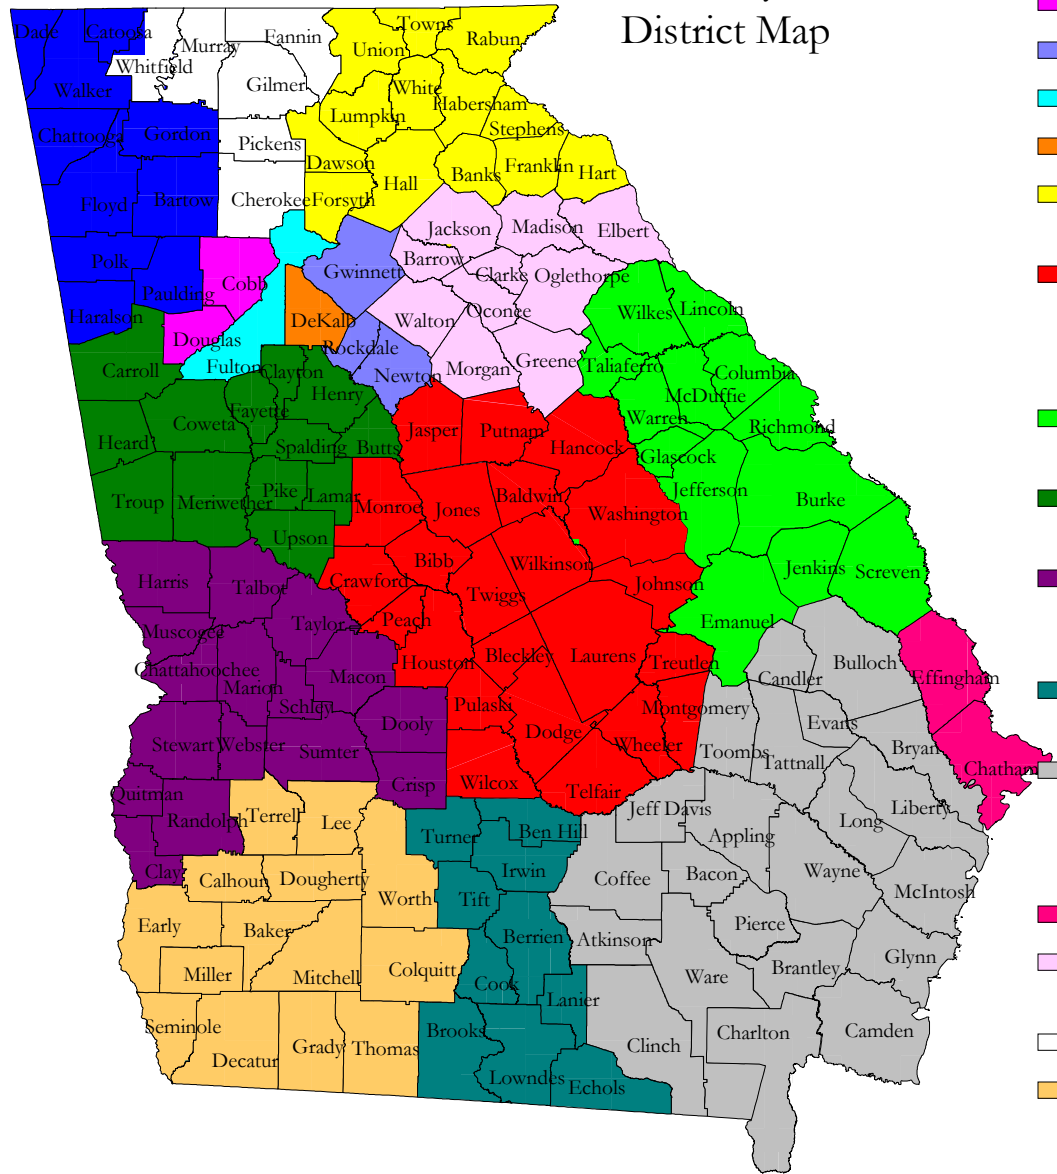 District Map
Dade
Catoosa
Murray
Fannin
Towns
Union
Rabun
Whitfield
Walker
Gilmer
White
Habersham
Lumpkin
Stephens
Chattooga
Gordon
Pickens
Dawson
Banks
Franklin
Hart
Hall
Floyd
Bartow
Cherokee
Forsyth
Jackson
Madison
Elbert
Polk
Barrow
Gwinnett
Clarke
Oglethorpe
Cobb
Paulding
Haralson
Oconee
Wilkes
Lincoln
DeKalb
Walton
Douglas
Rockdale
Fulton
Clayton
Newton
Morgan
Greene
Taliaferro
Columbia
Carroll
Henry
McDuffie
Fayette
Coweta
Warren
Richmond
Heard
Spalding
Butts
Jasper
Putnam
Hancock
Glascock
Troup
Meriwether
Pike
Lamar
Monroe
Jones
Baldwin
Jefferson
Burke
Washington
Upson
Bibb
Wilkinson
Harris
Talbot
Crawford
Twiggs
Johnson
Jenkins
Screven
Muscogee
Taylor
Peach
Emanuel
Chattahoochee
Marion
Macon
Houston
Bleckley
Laurens
Treutlen
Bulloch
Candler
Effingham
Schley
Dooly
Pulaski
Montgomery
Evans
Stewart
Webster
Sumter
Dodge
Wheeler
Toombs
Tattnall
Bryan
Chatham
Quitman
Crisp
Wilcox
Telfair
Randolph
Terrell
Lee
Turner
Ben Hill
Jeff Davis
Appling
Long
Liberty
Clay
Calhoun
Dougherty
Worth
Irwin
Tift
Coffee
Bacon
Wayne
McIntosh
Early
Baker
Berrien
Atkinson
Pierce
Miller
Mitchell
Colquitt
Cook
Lanier
Ware
Brantley
Glynn
Seminole
Decatur
Grady
Thomas
Brooks
Lowndes
Echols
Clinch
Charlton
Camden